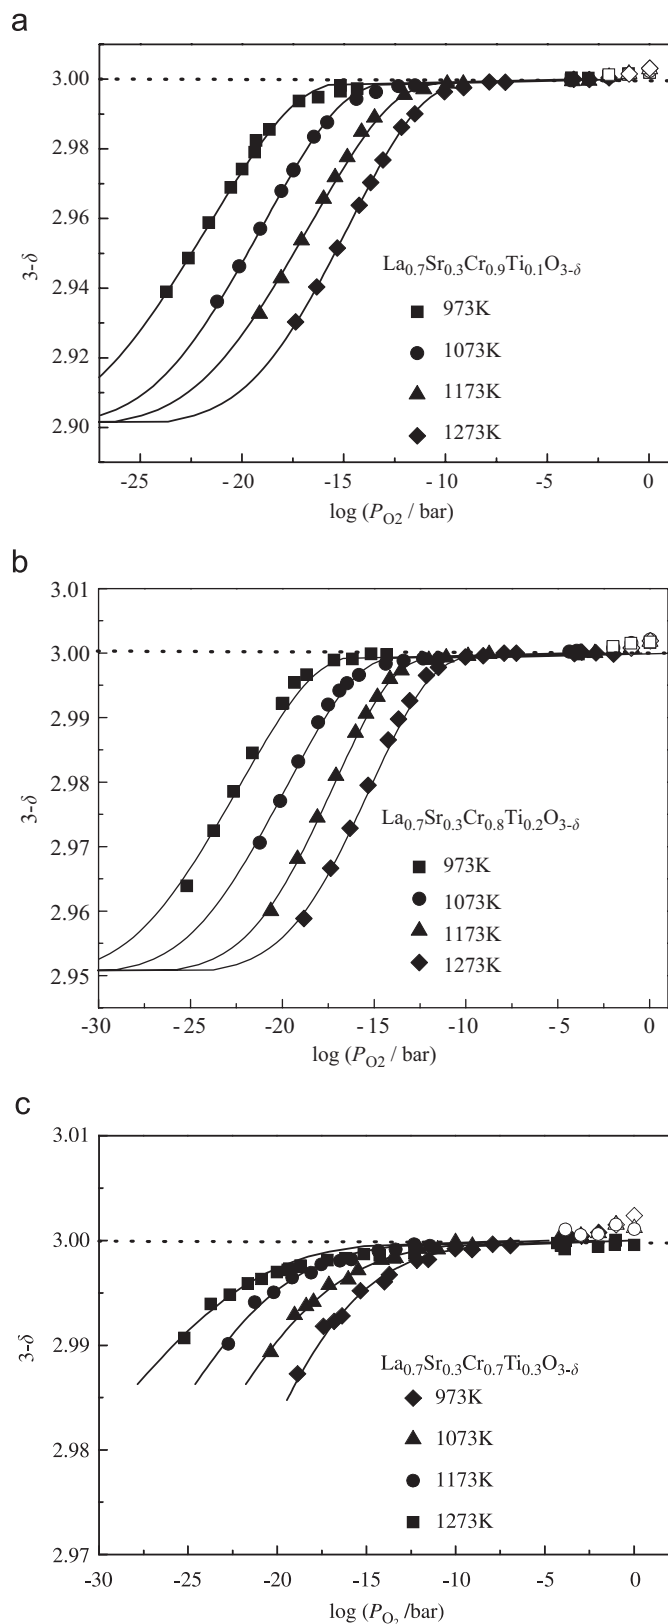 a
3.00
2.98
2.96
2.94
2.92
2.90
3-δ
La0.7Sr0.3Cr0.9Ti0.1O3-δ
973K
1073K
1173K
1273K
-25 -20 -15 -10 -5 0
log (PO2 / bar)
b
3.01
3.00
2.99
2.98
2.97
2.96
2.95
3-δ
La0.7Sr0.3Cr0.8Ti0.2O3-δ
973K
1073K
1173K
1273K
-30 -25 -20 -15 -10 -5 0
log (PO2 / bar)
c
3.01
3.00
2.99
2.98
2.97
3-δ
La0.7Sr0.3Cr0.7Ti0.3O3-δ
973K
1073K
1173K
1273K
-30 -25 -20 -15 -10 -5 0
log (PO2 /bar)